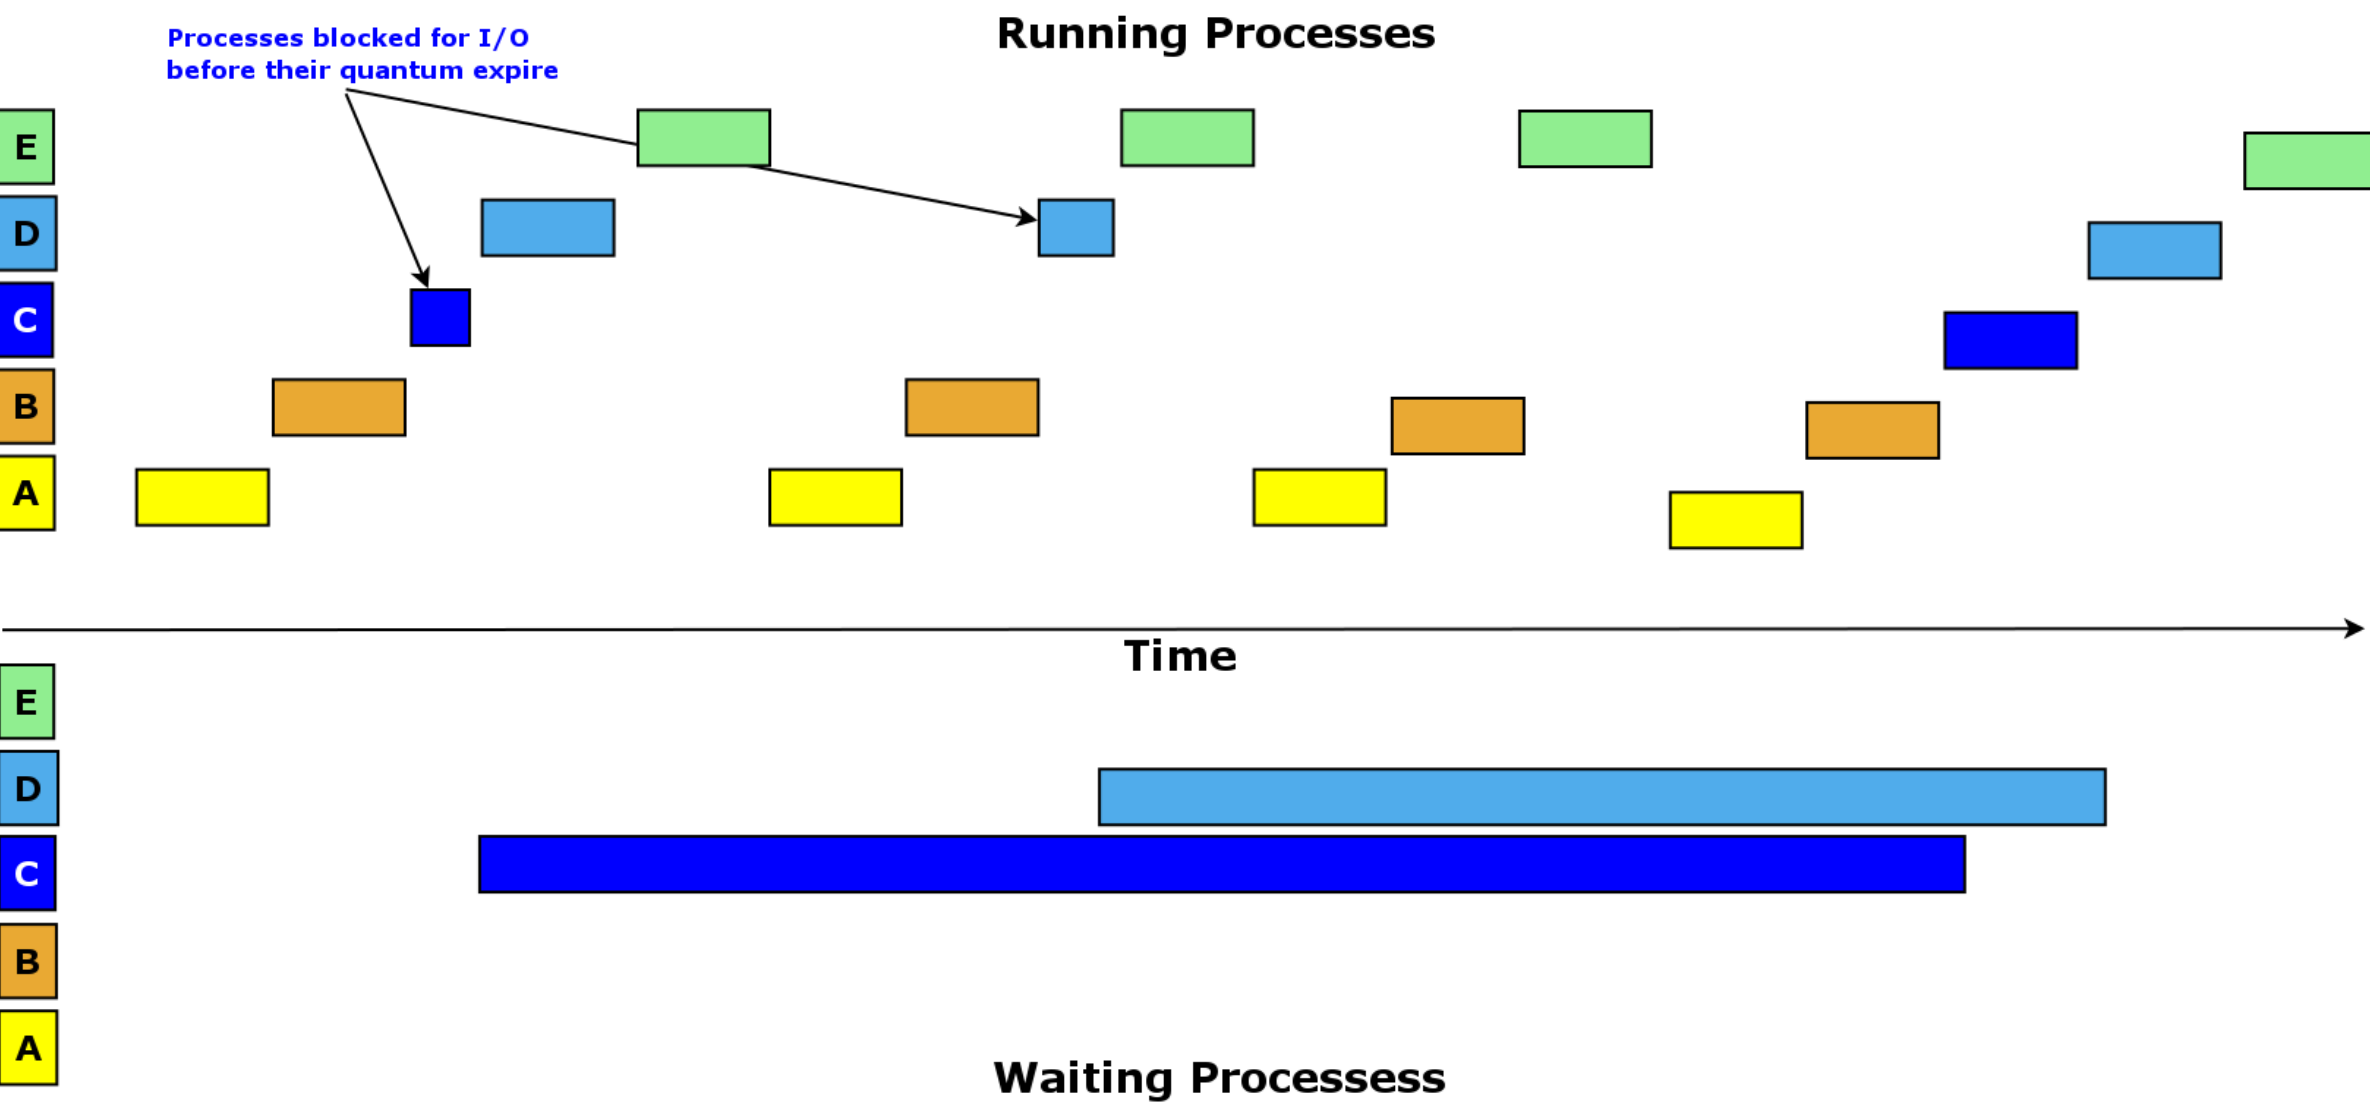 Running Processes
Processes blocked for I/O
before their quantum expire
E
D
C
B
A
Time
E
D
C
B
A
Waiting Processess